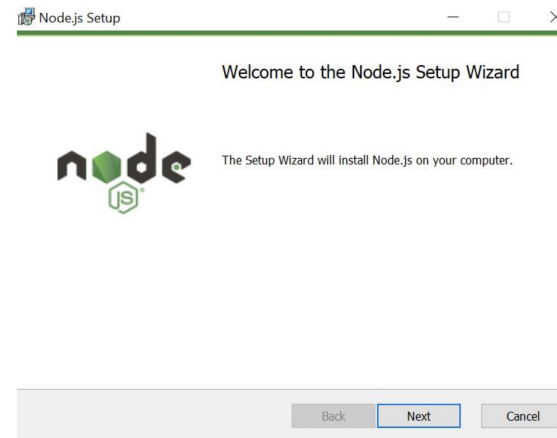 Node.js Setup
Welcome to the Node.js Setup Wizard
node
JS
The Setup Wizard will install Node.js on your computer.
Back Next Cancel